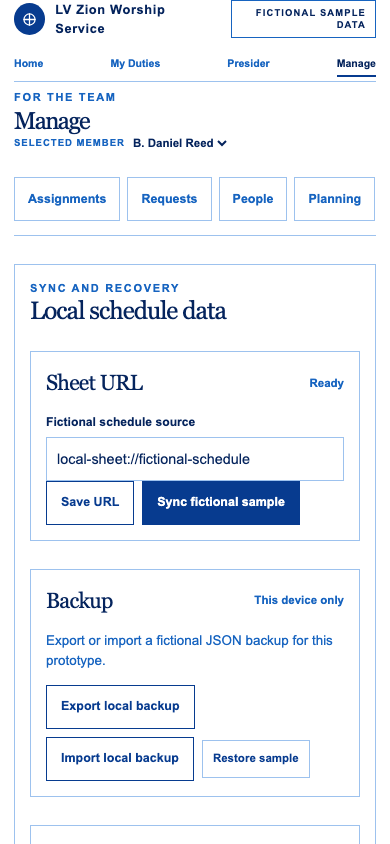 LV Zion Worship
Service
FICTIONAL SAMPLE
DATA
Home
My Duties
Presider
Manage
FOR THE TEAM
Manage
SELECTED MEMBER B. Daniel Reed
Assignments
Requests
People
Planning
SYNC AND RECOVERY
Local schedule data
Sheet URL
Ready
Fictional schedule source
local-sheet://fictional-schedule
Save URL
Sync fictional sample
Backup
This device only
Export or import a fictional JSON backup for this
prototype.
Export local backup
Import local backup
Restore sample